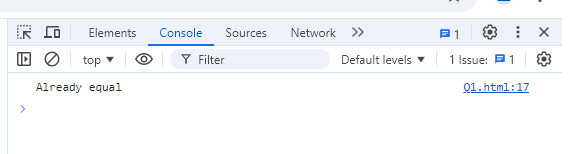 Elements Console Sources Network 1
top Filter Default levels 1 Issue: 1
Already equal Q1.html:17